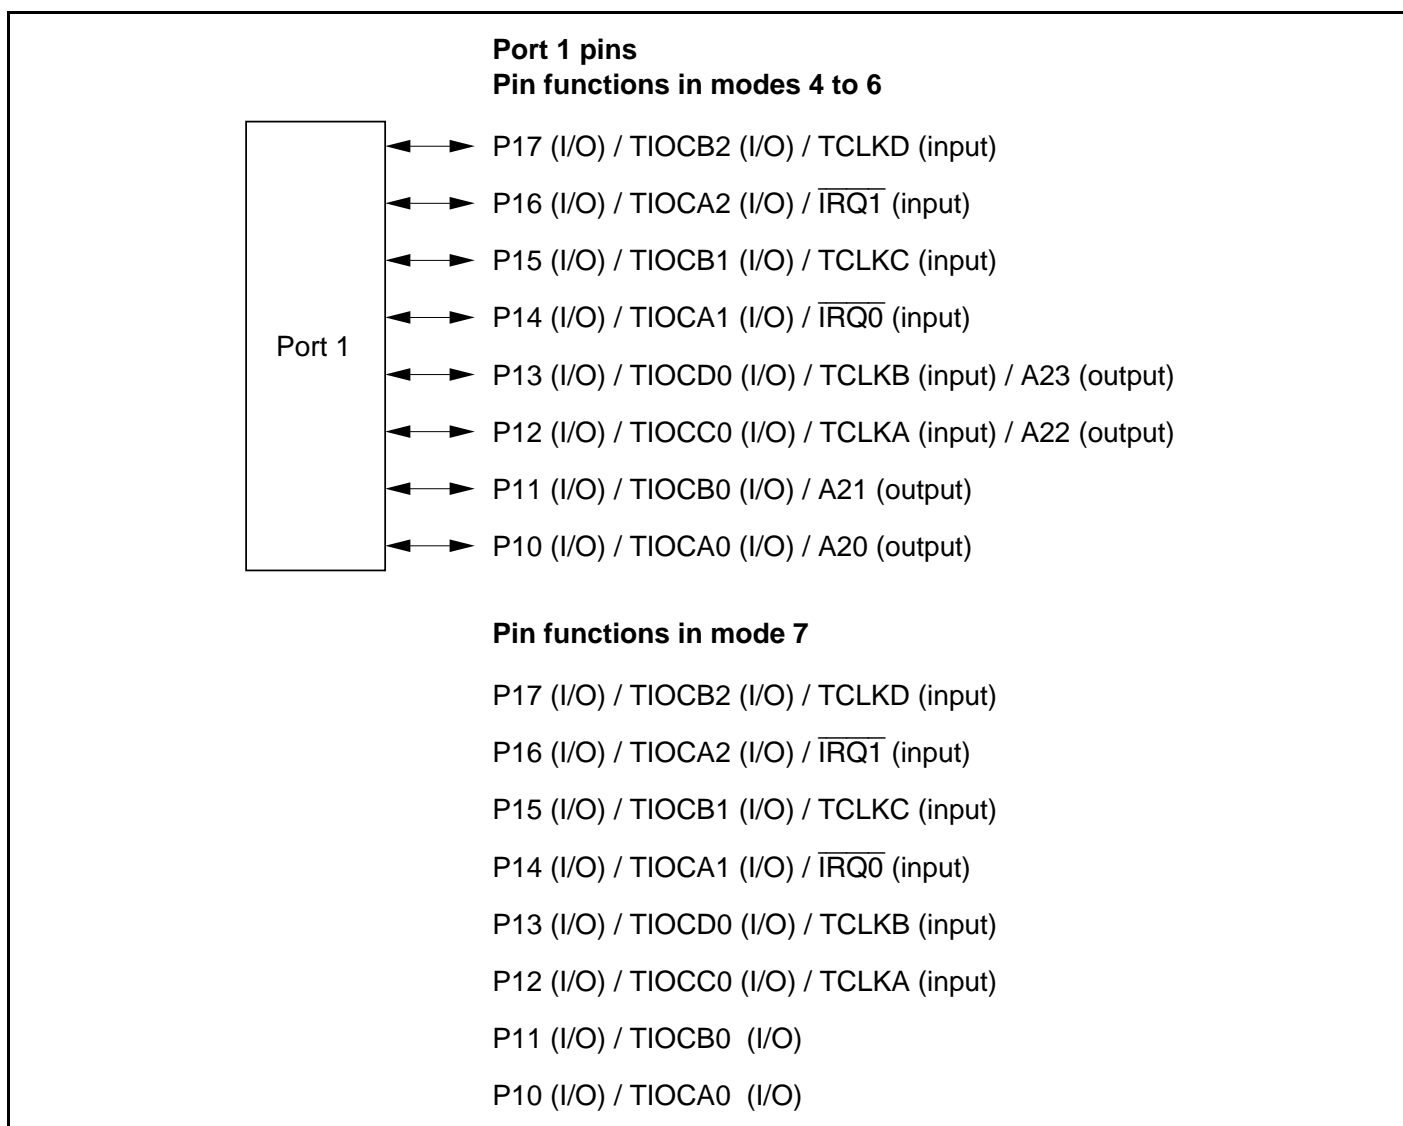 Port 1 pins
Pin functions in modes 4 to 6
P17 (I/O) / TIOCB2 (I/O) / TCLKD (input)
P16 (I/O) / TIOCA2 (I/O) / I̅R̅Q̅1̅ (input)
P15 (I/O) / TIOCB1 (I/O) / TCLKC (input)
P14 (I/O) / TIOCA1 (I/O) / I̅R̅Q̅0̅ (input)
Port 1
P13 (I/O) / TIOCD0 (I/O) / TCLKB (input) / A23 (output)
P12 (I/O) / TIOCC0 (I/O) / TCLKA (input) / A22 (output)
P11 (I/O) / TIOCB0 (I/O) / A21 (output)
P10 (I/O) / TIOCA0 (I/O) / A20 (output)
Pin functions in mode 7
P17 (I/O) / TIOCB2 (I/O) / TCLKD (input)
P16 (I/O) / TIOCA2 (I/O) / I̅R̅Q̅1̅ (input)
P15 (I/O) / TIOCB1 (I/O) / TCLKC (input)
P14 (I/O) / TIOCA1 (I/O) / I̅R̅Q̅0̅ (input)
P13 (I/O) / TIOCD0 (I/O) / TCLKB (input)
P12 (I/O) / TIOCC0 (I/O) / TCLKA (input)
P11 (I/O) / TIOCB0 (I/O)
P10 (I/O) / TIOCA0 (I/O)